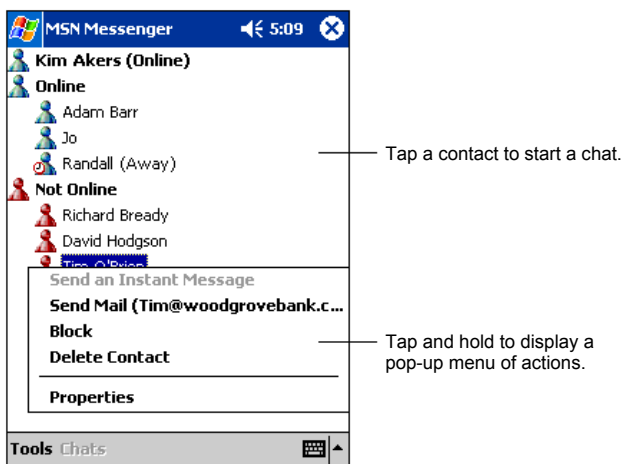 MSN Messenger 5:09
Kim Akers (Online)
Online
Adam Barr
Jo
Randall (Away)
Not Online
Richard Bready
David Hodgson
Tim O'Brien
Send an Instant Message
Send Mail (Tim@woodgrovebank.c...
Block
Delete Contact
Properties
Tools Chats
Tap a contact to start a chat.
Tap and hold to display a
pop-up menu of actions.